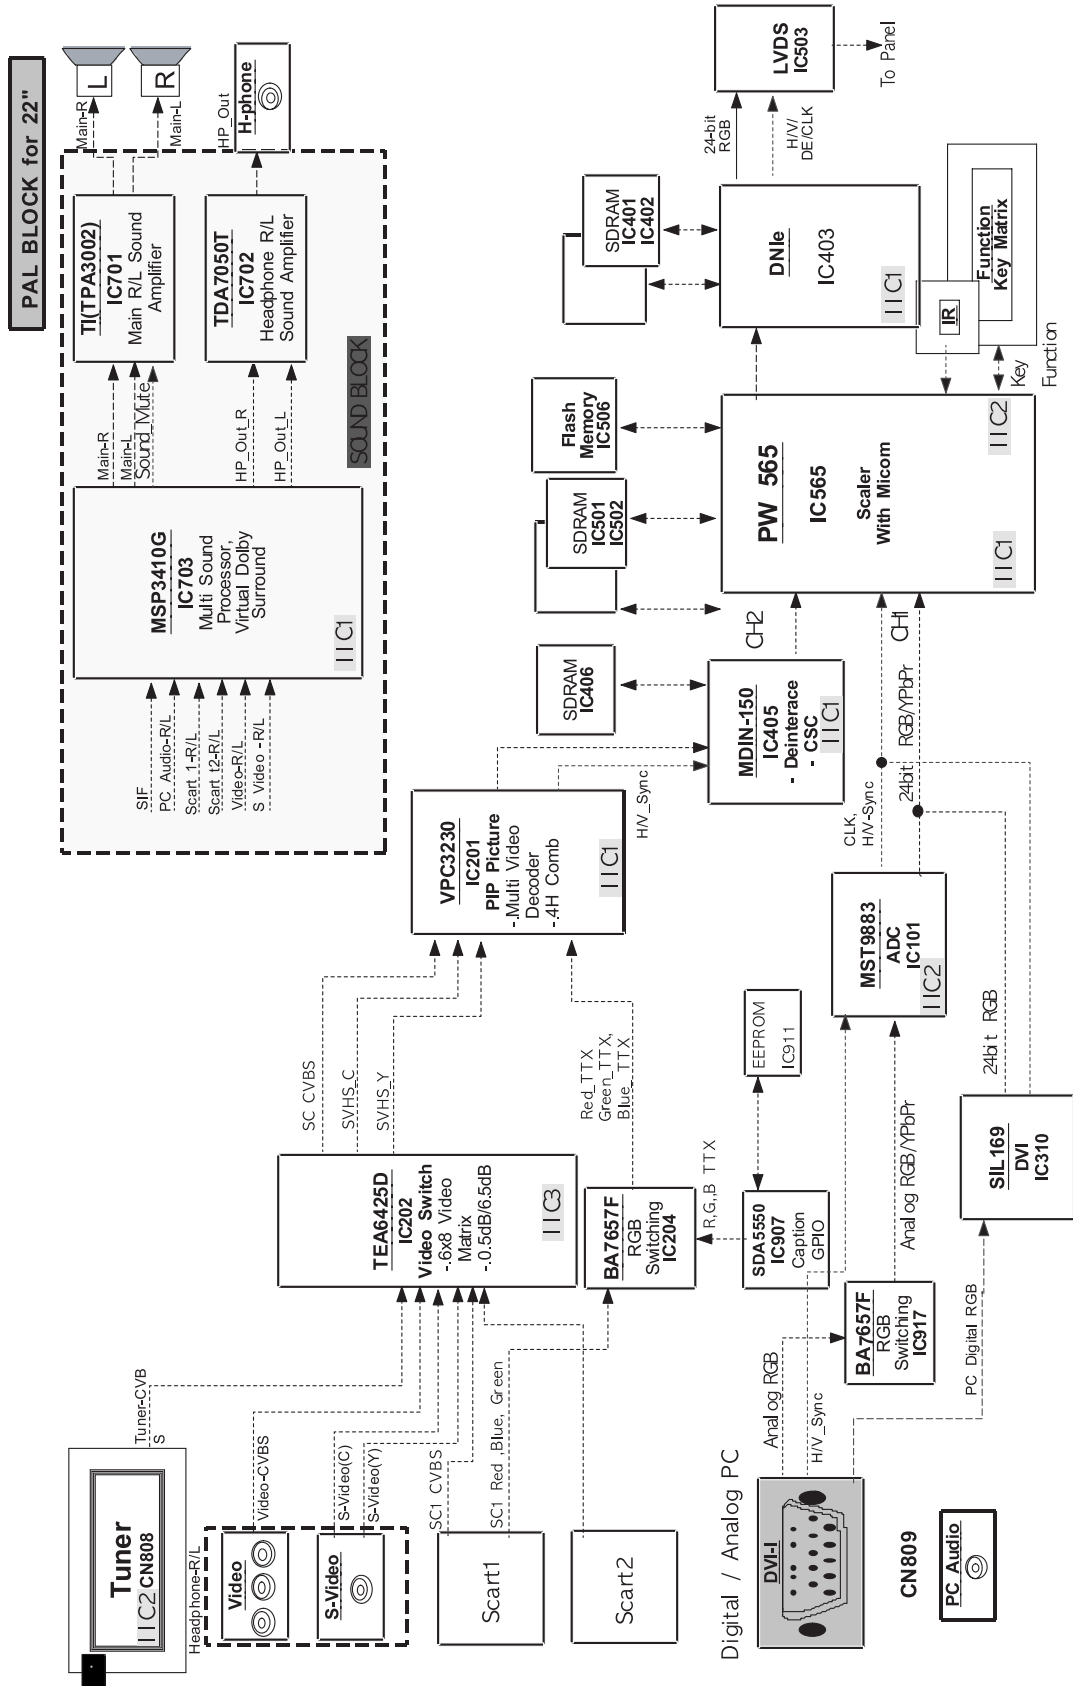 PAL BLOCK for 22"
Tuner
IIC2 CN808
Tuner-CVB
S
Headphone-R/L
Video
Video-CVBS
S-Video
S-Video(C)
S-Video(Y)
Scart1
SC1 CVBS
SC1 Red ,Blue, Green
Scart2
Digital / Analog PC
DVI-I
CN809
PC Audio
Analog RGB
H/V_Sync
PC Digital RGB
TEA6425D
IC202
Video Switch
-.6x8 Video
Matrix
-.0.5dB/6.5dB
IIC3
BA7657F
RGB
Switching
IC204
R,G,,B TTX
SDA5550
IC907
Caption
GPIO
EEPROM
IC911
BA7657F
RGB
Switching
IC917
Analog RGB/YPbPr
SIL169
DVI
IC310
24bit RGB
SC CVBS
SVHS_C
SVHS_Y
Red_TTX
Green_TTX,
Blue_TTX
VPC3230
IC201
PIP Picture
-.Multi Video
Decoder
-.4H Comb
IIC1
H/V_Sync
MST9883
ADC
IC101
IIC2
CLK,
H/V-Sync
24bit RGB/YPbPr
MDIN-150
IC405
- Deinterace
- CSC
IIC1
SDRAM
IC406
CH2
CH1
SIF
PC Audio-R/L
Scart 1-R/L
Scart t2-R/L
Video-R/L
S Video -R/L
MSP3410G
IC703
Multi Sound
Processor,
Virtual Dolby
Surround
IIC1
Main-R
Main-L
Sound_Mute
HP_Out_R
HP_Out_L
SOUND BLOCK
TI(TPA3002)
IC701
Main R/L Sound
Amplifier
TDA7050T
IC702
Headphone R/L
Sound Amplifier
Main-R
Main-L
L
R
HP_Out
H-phone
SDRAM
IC501
IC502
Flash
Memory
IC506
PW 565
IC565
Scaler
With Micom
IIC1
IIC2
SDRAM
IC401
IC402
DNIe
IC403
IIC1
IR
Function
Key Matrix
Key
Function
24-bit
RGB
H/V/
DE/CLK
LVDS
IC503
To Panel